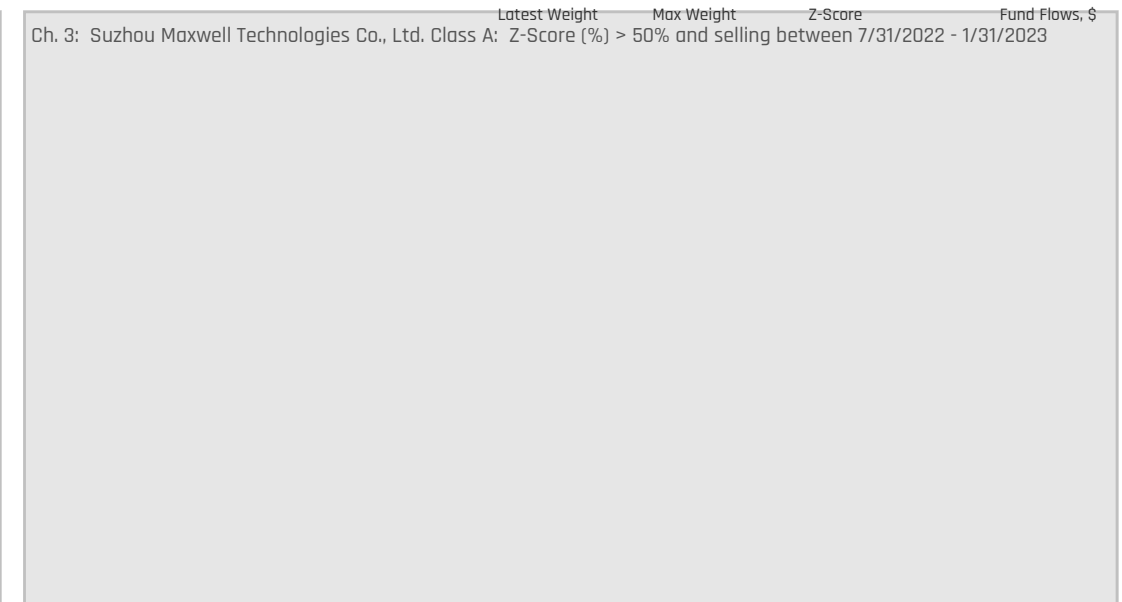 Latest Weight Max Weight Z-Score Fund Flows, $
Ch. 3: Suzhou Maxwell Technologies Co., Ltd. Class A: Z-Score (%) > 50% and selling between 7/31/2022 - 1/31/2023